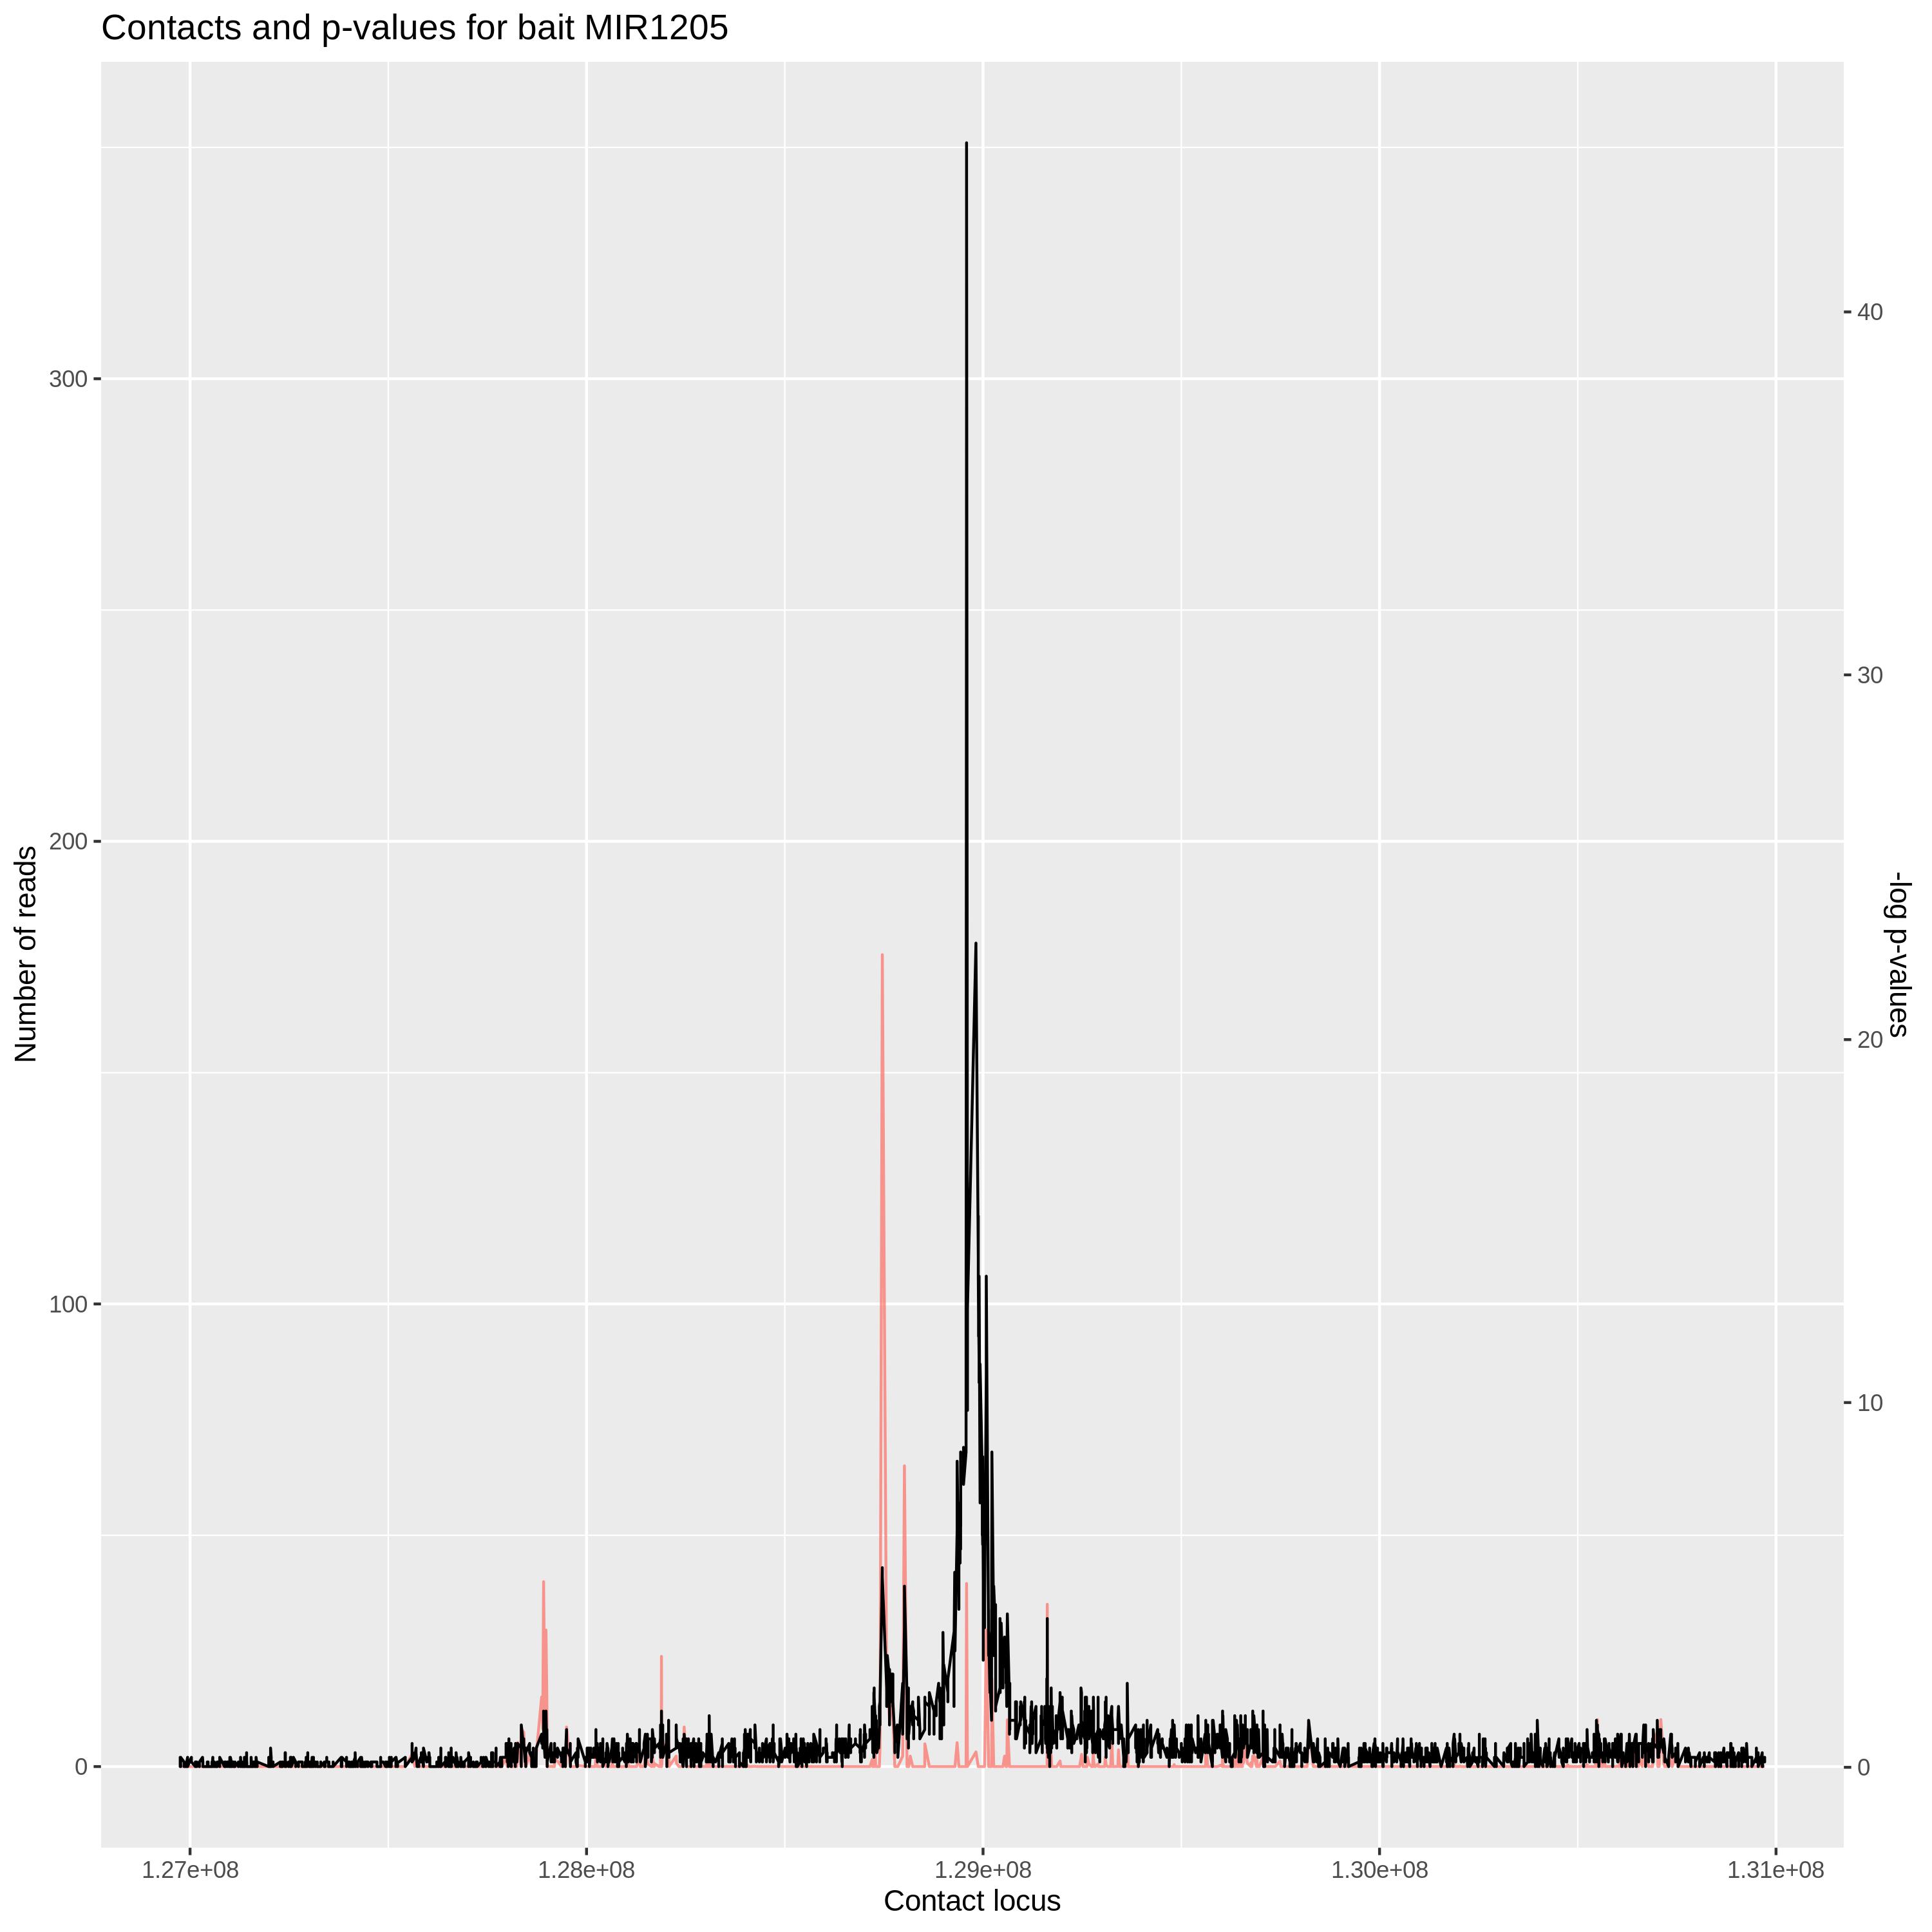 Contacts and p-values for bait MIR1205
300
200
100
0
Number of reads
40
30
20
10
0
-log p-values
1.27e+08
1.28e+08
1.29e+08
1.30e+08
1.31e+08
Contact locus